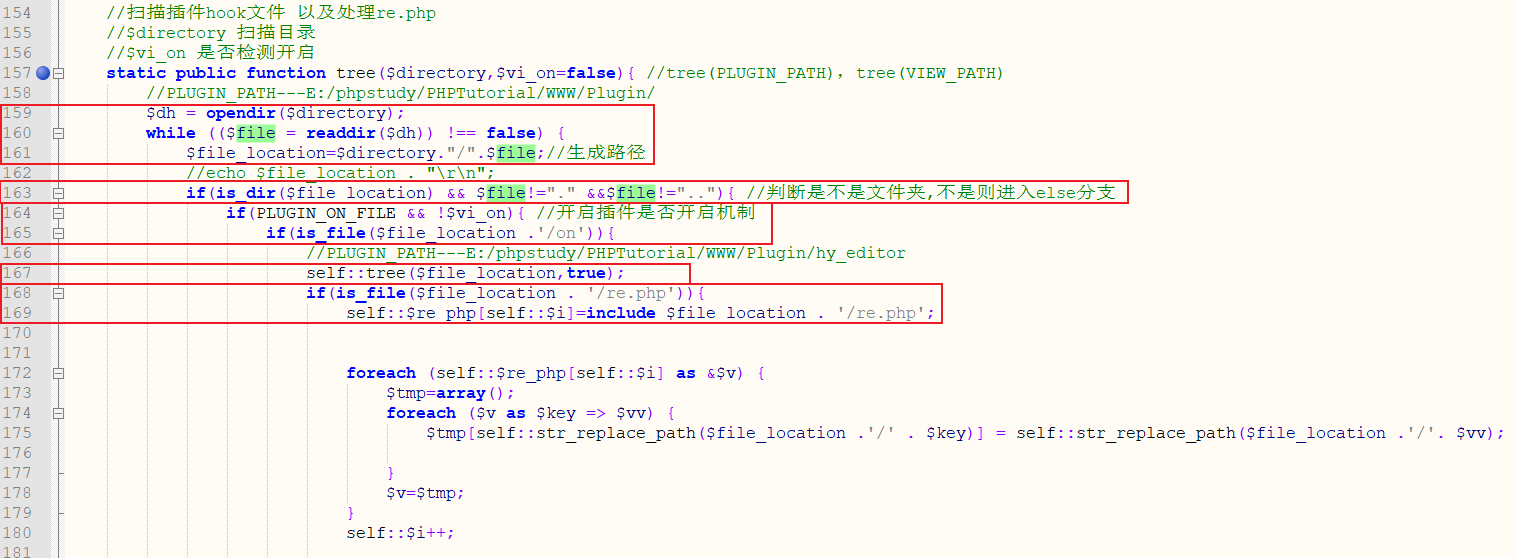 154 //扫描插件hook文件 以及处理re.php
155 //$directory 扫描目录
156 //$vi_on 是否检测开启
157 static public function tree($directory,$vi_on=false){ //tree(PLUGIN_PATH), tree(VIEW_PATH)
158 //PLUGIN_PATH---E:/phpstudy/PHPTutorial/WWW/Plugin/
159 $dh = opendir($directory);
160 while (($file = readdir($dh)) !== false) {
161 $file_location=$directory."/".$file;//生成路径
162 //echo $file_location . "\r\n";
163 if(is_dir($file_location) && $file!="." &&$file!=".."){ //判断是不是文件夹,不是则进入else分支
164 if(PLUGIN_ON_FILE && !$vi_on){ //开启插件是否开启机制
165 if(is_file($file_location .'/on')){
166 //PLUGIN_PATH---E:/phpstudy/PHPTutorial/WWW/Plugin/hy_editor
167 self::tree($file_location,true);
168 if(is_file($file_location . '/re.php')){
169 self::$re_php[self::$i]=include $file_location . '/re.php';
170
171
172 foreach (self::$re_php[self::$i] as &$v) {
173 $tmp=array();
174 foreach ($v as $key => $vv) {
175 $tmp[self::str_replace_path($file_location .'/' . $key)] = self::str_replace_path($file_location .'/'. $vv);
176
177 }
178 $v=$tmp;
179 }
180 self::$i++;
181